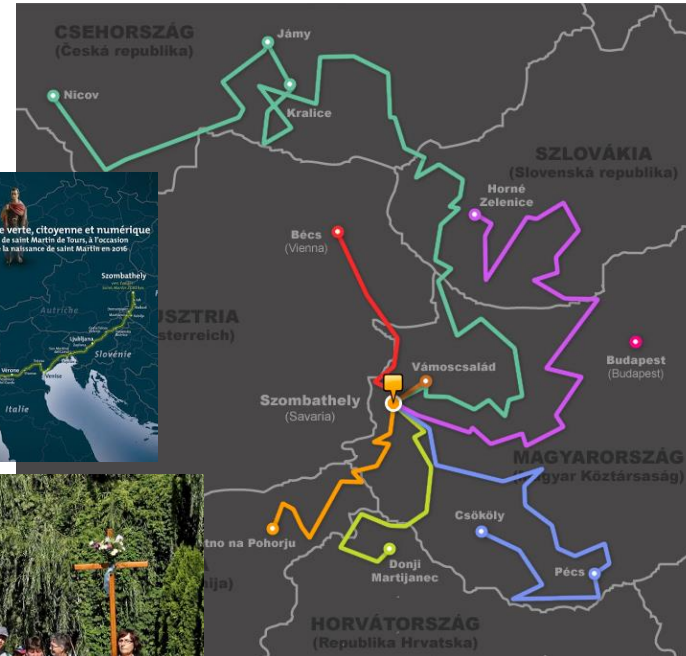 CSEHORSZÁG
(Česká republika)
Jámy
Nicov
Kralice
SZLOVÁKIA
(Slovenská republika)
Horné
Zelenice
e verte, citoyenne et numérique
de saint Martin de Tours, à l'occasion
la naissance de saint Martin en 2016
Szombathely
Autriche
Ljubljana
Slovénie
Vérone
Venise
Italie
Bécs
(Vienna)
USZTRIA
sterreich)
Vámoscsalád
Budapest
(Budapest)
Szombathely
(Savaria)
MAGYARORSZÁG
(Magyar Köztársaság)
Csököly
tno na Pohorju
Donji
Martijanec
Pécs
ija)
HORVÁTORSZÁG
(Republika Hrvatska)